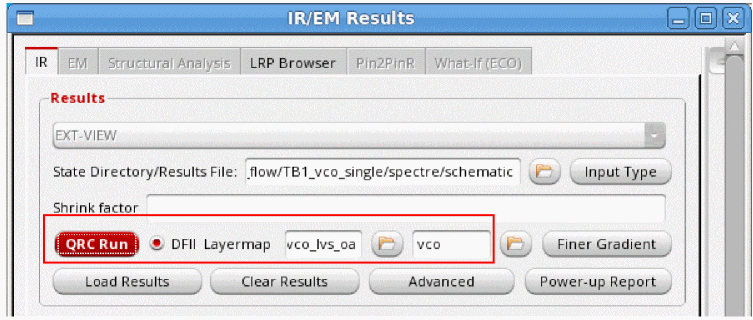 IR/EM Results
IR EM Structural Analysis LRP Browser Pin2PinR What-If (ECO)
Results
EXT-VIEW
State Directory/Results File: _flow/TB1_vco_single/spectre/schematic Input Type
Shrink factor
QRC Run DFII Layermap vco_lvs_oa vco Finer Gradient
Load Results Clear Results Advanced Power-up Report